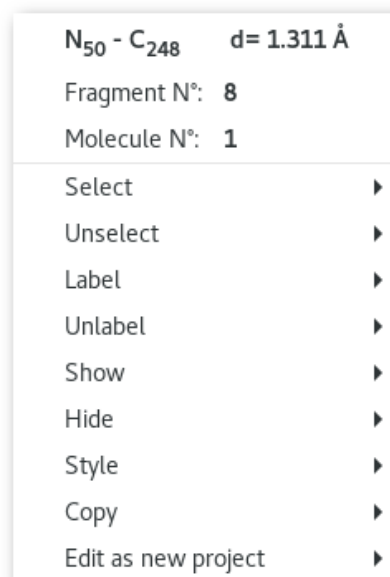 N₅₀ - C₂₄₈ d= 1.311 Å
Fragment N°: 8
Molecule N°: 1
Select
Unselect
Label
Unlabel
Show
Hide
Style
Copy
Edit as new project